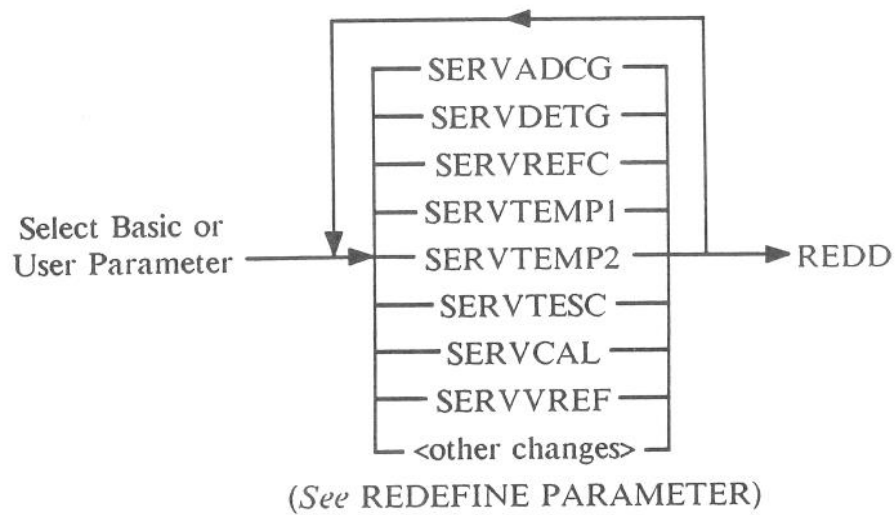 SERVADCG
SERVDETG
SERVREFC
SERVTEMP1
Select Basic or
User Parameter
SERVTEMP2
REDD
SERVTESC
SERVCAL
SERVVREF
<other changes>
(See REDEFINE PARAMETER)